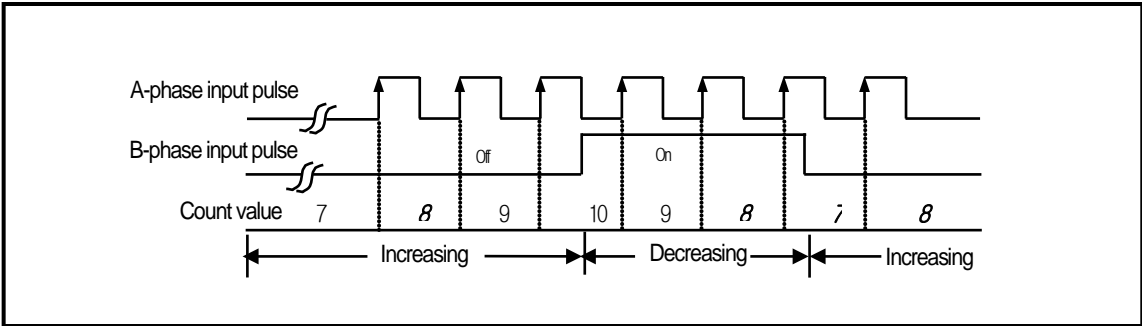 A-phase input pulse
B-phase input pulse
Off
On
Count value 7 8 9 10 9 8 7 8
Increasing Decreasing Increasing